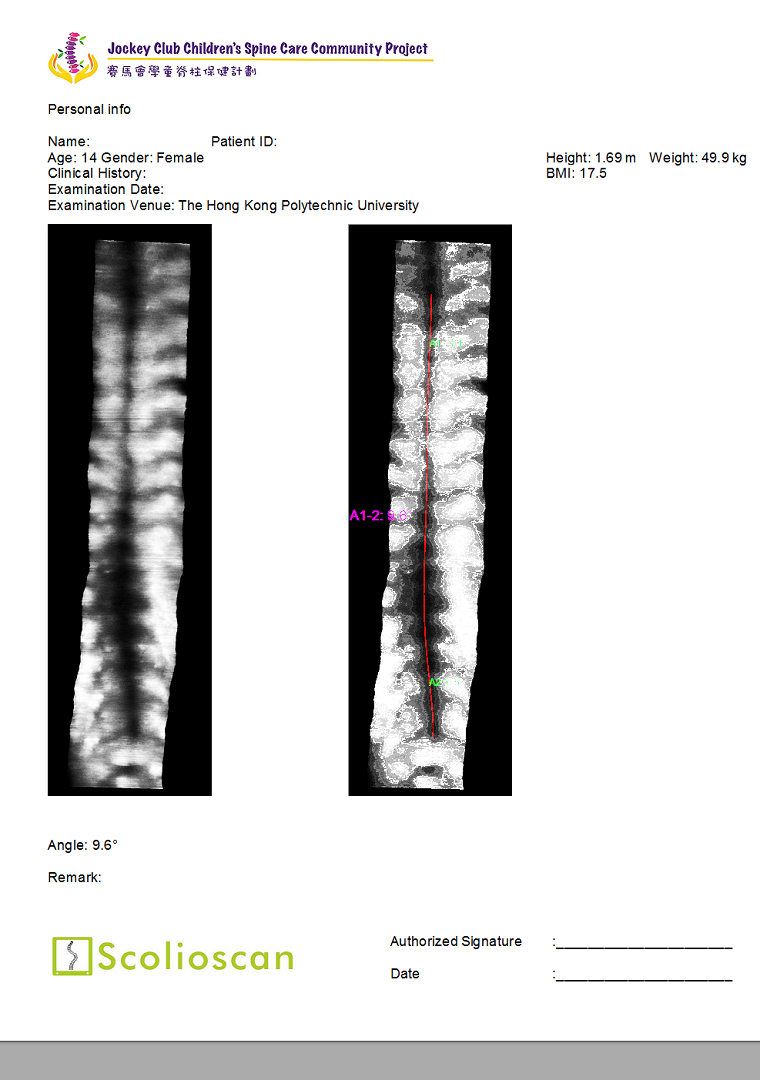 Jockey Club Children's Spine Care Community Project
賽馬會學童脊柱保健計劃
Personal info
Name: Patient ID:
Age: 14 Gender: Female Height: 1.69 m Weight: 49.9 kg
Clinical History: BMI: 17.5
Examination Date:
Examination Venue: The Hong Kong Polytechnic University
A1-2: 9.6°
Angle: 9.6°
Remark:
Scolioscan
Authorized Signature :
Date :